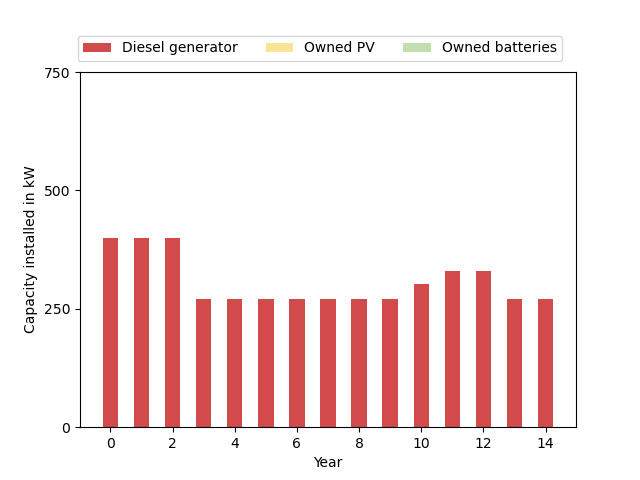 Diesel generator Owned PV Owned batteries
750
500
250
0
Capacity installed in kW
0 2 4 6 8 10 12 14
Year